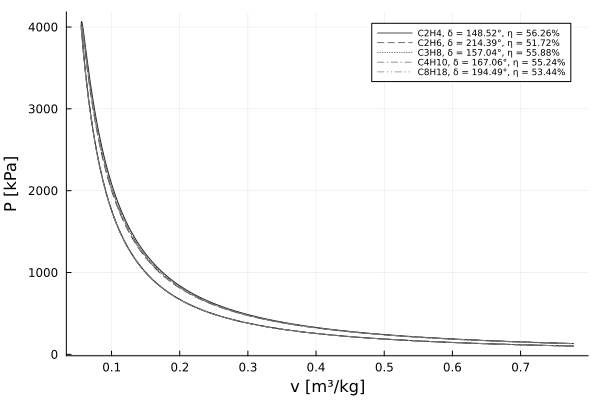 4000
3000
2000
1000
0
P [kPa]
C2H4, δ = 148.52°, η = 56.26%
C2H6, δ = 214.39°, η = 51.72%
C3H8, δ = 157.04°, η = 55.88%
C4H10, δ = 167.06°, η = 55.24%
C8H18, δ = 194.49°, η = 53.44%
0.1 0.2 0.3 0.4 0.5 0.6 0.7
v [m³/kg]